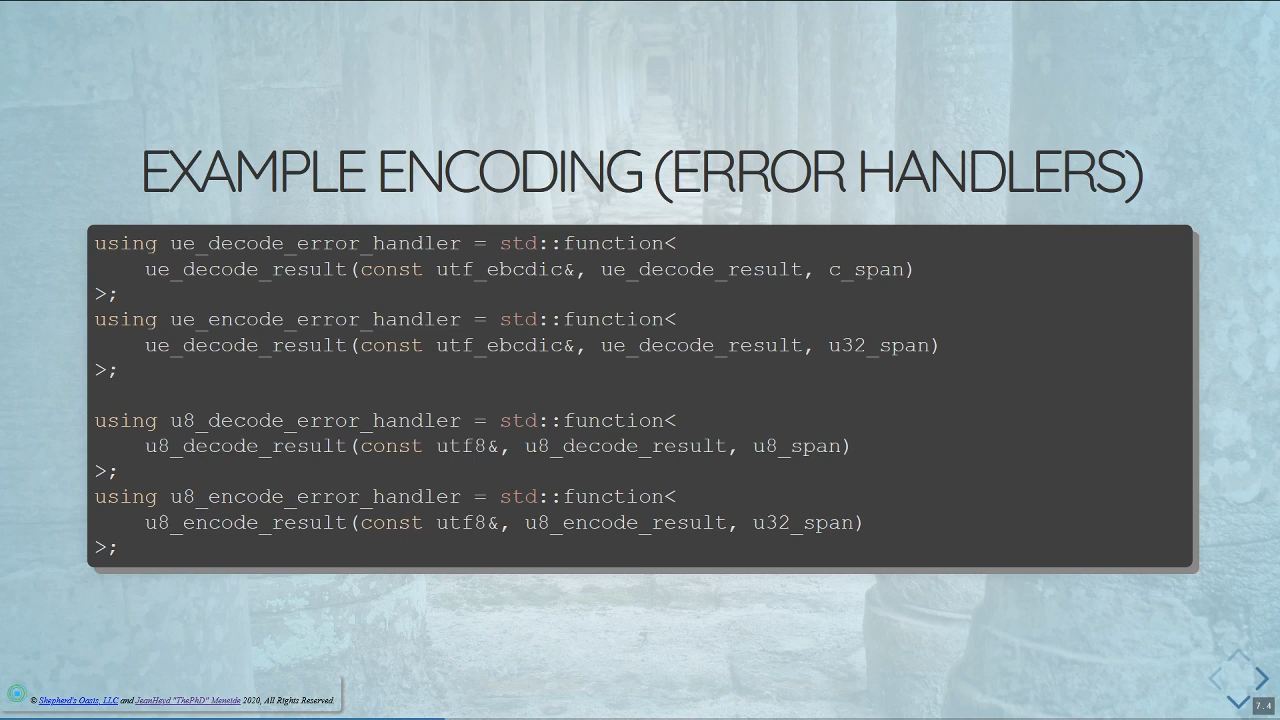 EXAMPLE ENCODING (ERROR HANDLERS)
using ue_decode_error_handler = std::function<
    ue_decode_result(const utf_ebcdic&, ue_decode_result, c_span)
>;
using ue_encode_error_handler = std::function<
    ue_decode_result(const utf_ebcdic&, ue_decode_result, u32_span)
>;
using u8_decode_error_handler = std::function<
    u8_decode_result(const utf8&, u8_decode_result, u8_span)
>;
using u8_encode_error_handler = std::function<
    u8_encode_result(const utf8&, u8_encode_result, u32_span)
>;
© Shepherd's Oasis, LLC and JeanHeyd "ThePhD" Meneide 2020, All Rights Reserved.
7.4